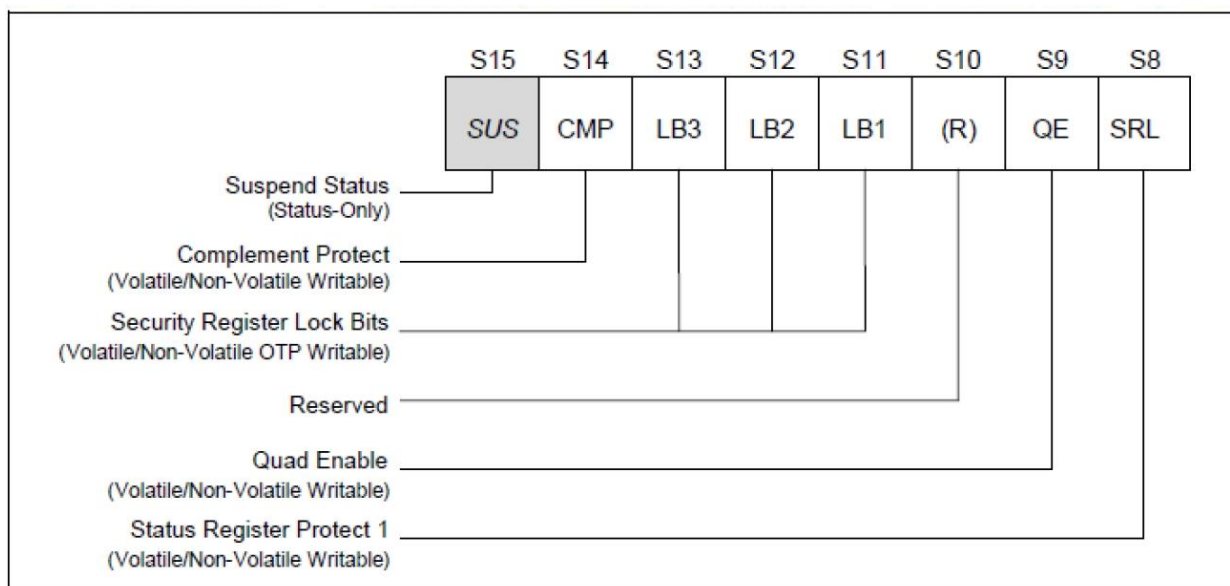 S15 S14 S13 S12 S11 S10 S9 S8
SUS CMP LB3 LB2 LB1 (R) QE SRL
Suspend Status
(Status-Only)
Complement Protect
(Volatile/Non-Volatile Writable)
Security Register Lock Bits
(Volatile/Non-Volatile OTP Writable)
Reserved
Quad Enable
(Volatile/Non-Volatile Writable)
Status Register Protect 1
(Volatile/Non-Volatile Writable)